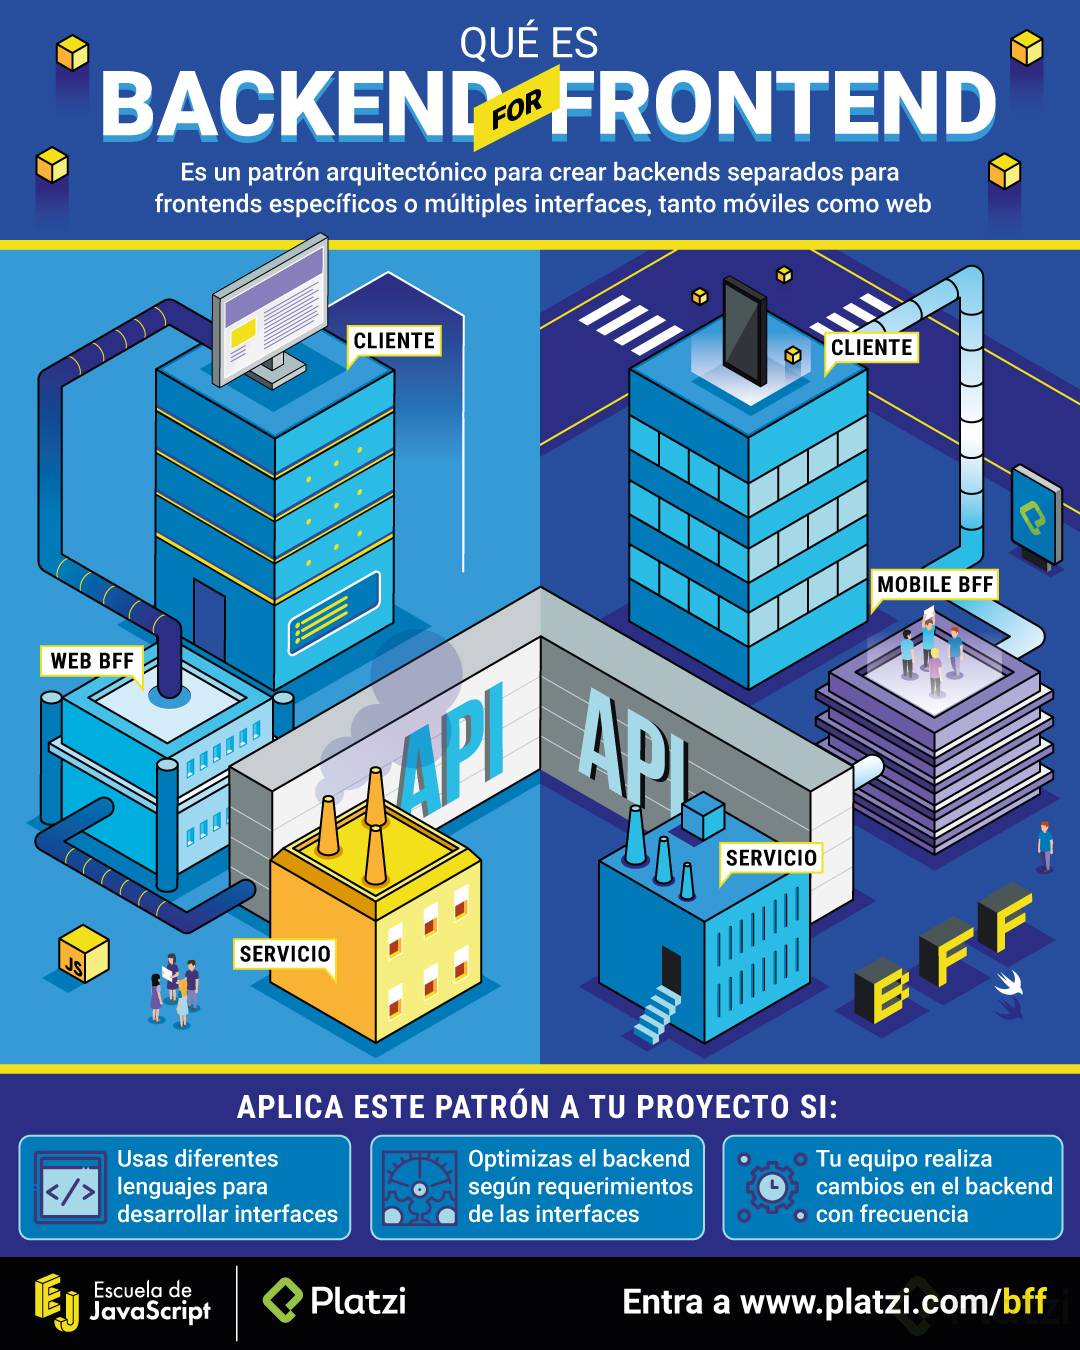 QUÉ ES
BACKEND FOR FRONTEND
Es un patrón arquitectónico para crear backends separados para
frontends específicos o múltiples interfaces, tanto móviles como web
CLIENTE
CLIENTE
MOBILE BFF
WEB BFF
API
API
SERVICIO
SERVICIO
JS
BFF
APLICA ESTE PATRÓN A TU PROYECTO SI:
Usas diferentes
lenguajes para
desarrollar interfaces
Optimizas el backend
según requerimientos
de las interfaces
Tu equipo realiza
cambios en el backend
con frecuencia
</>
EJ
Escuela de
JavaScript
Platzi
Entra a www.platzi.com/bff
Platzi